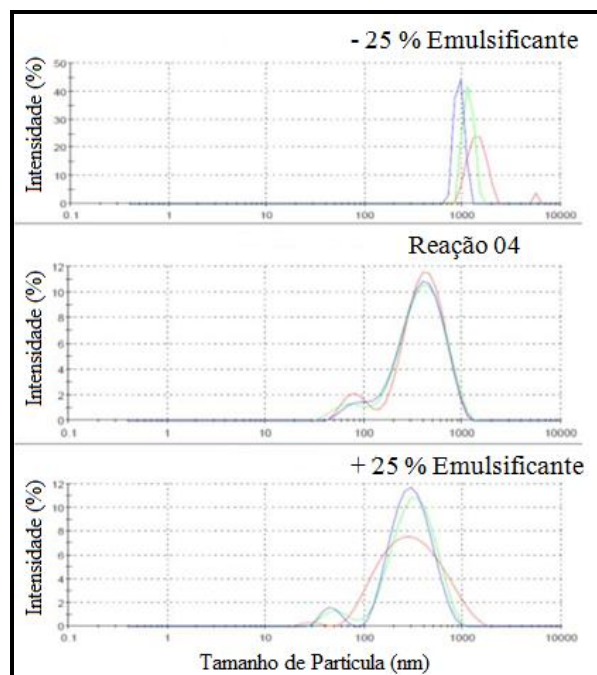 - 25 % Emulsificante
Intensidade (%)
50
40
30
20
10
0
0.1 1 10 100 1000 10000
Reação 04
Intensidade (%)
12
10
8
6
4
2
0
0.1 1 10 100 1000 10000
+ 25 % Emulsificante
Intensidade (%)
12
10
8
6
4
2
0
0.1 1 10 100 1000 10000
Tamanho de Partícula (nm)